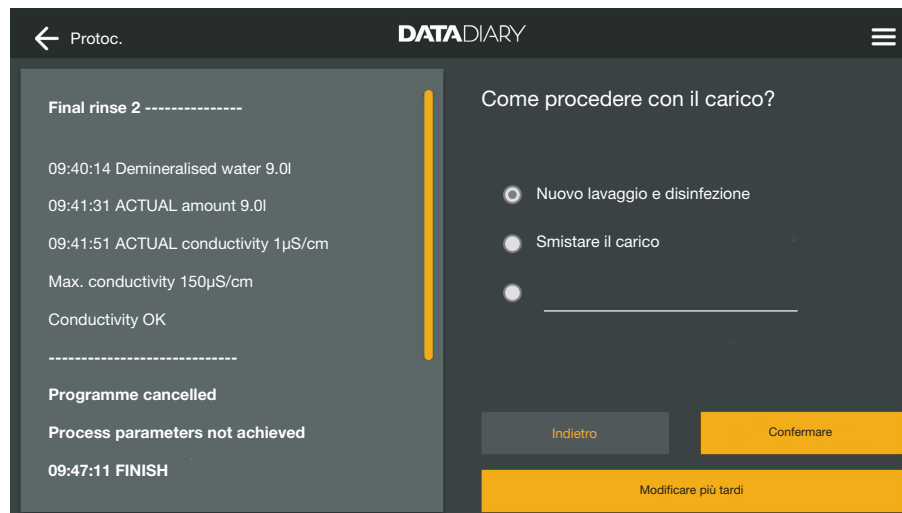 Protoc.
DATADIARY
Final rinse 2 ---------------
09:40:14 Demineralised water 9.0l
09:41:31 ACTUAL amount 9.0l
09:41:51 ACTUAL conductivity 1µS/cm
Max. conductivity 150µS/cm
Conductivity OK
-----------------------------
Programme cancelled
Process parameters not achieved
09:47:11 FINISH
Come procedere con il carico?
Nuovo lavaggio e disinfezione
Smistare il carico
Indietro
Confermare
Modificare più tardi